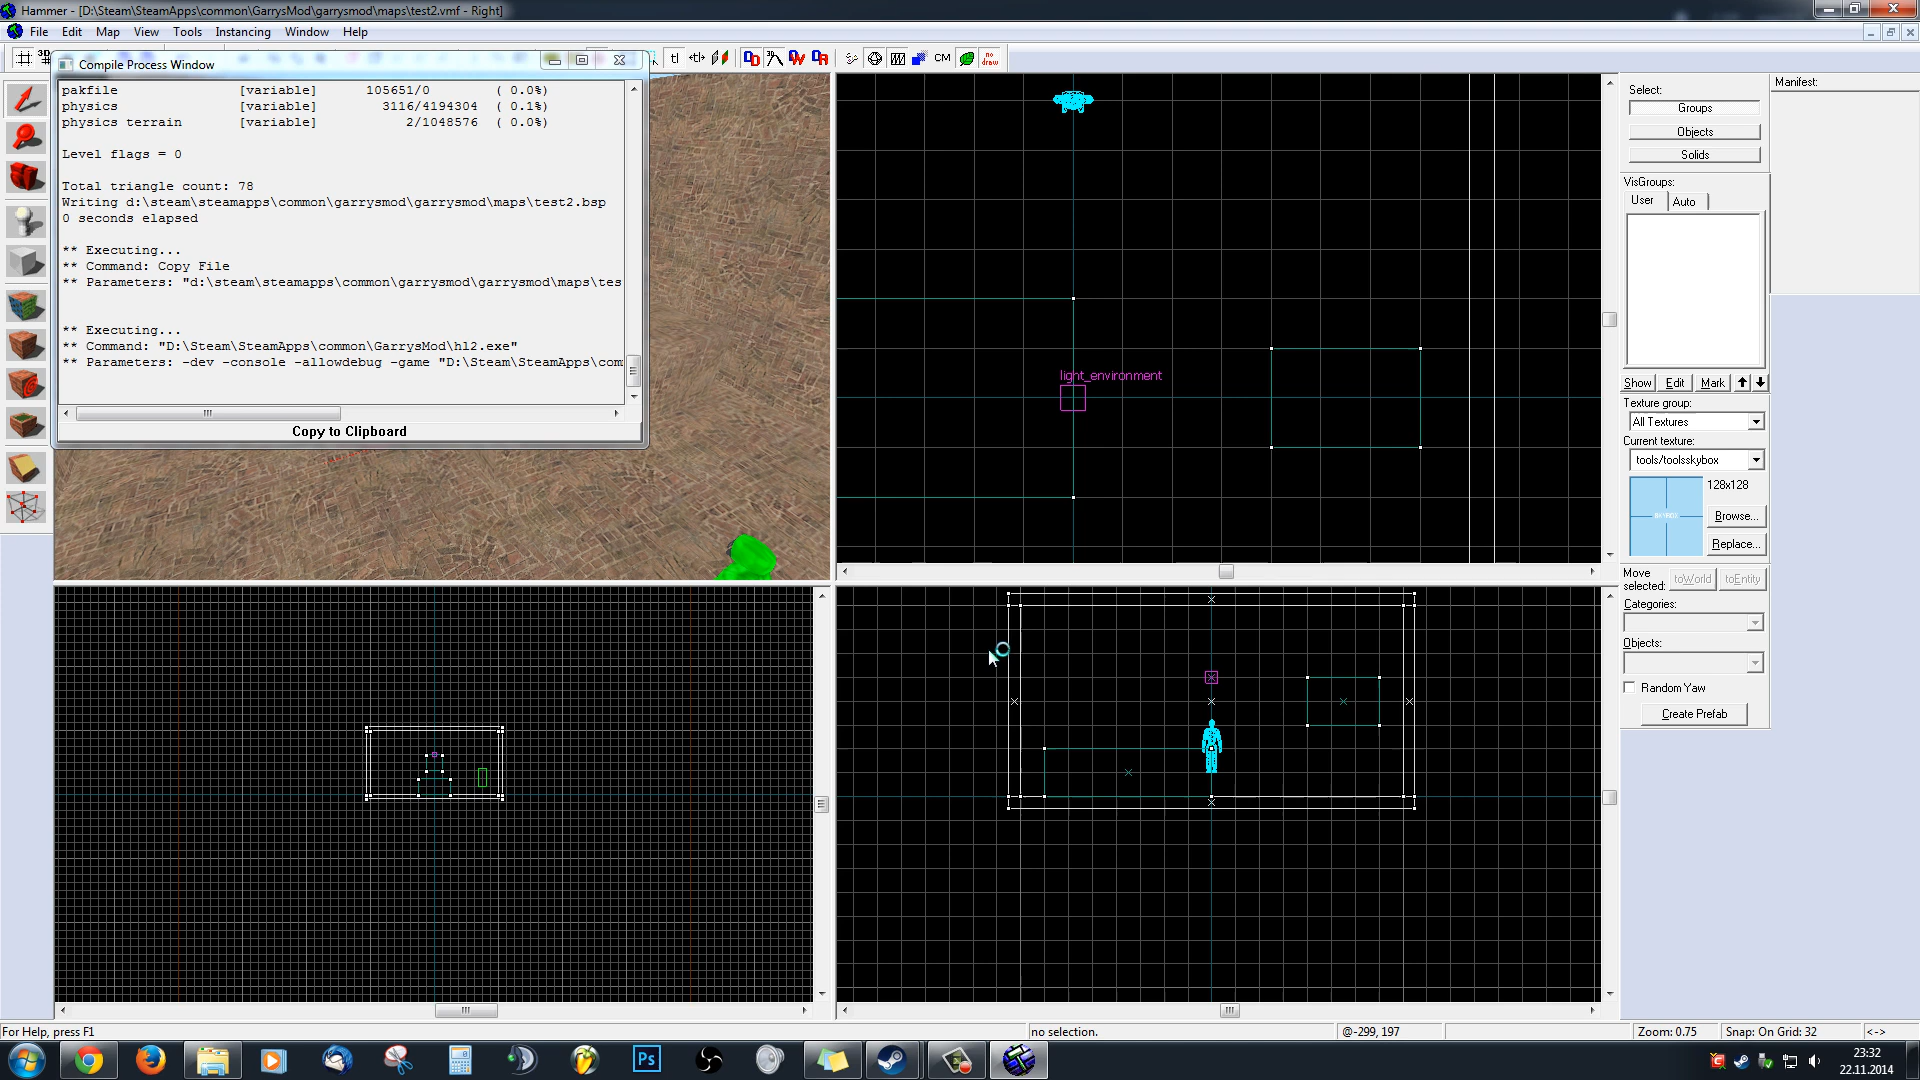 Hammer - [D:\Steam\SteamApps\common\GarrysMod\garrysmod\maps\test2.vmf - Right]
File Edit Map View Tools Instancing Window Help
3D
tl
<tl>
CM
no draw
Compile Process Window
pakfile [variable] 105651/0 ( 0.0%)
physics [variable] 3116/4194304 ( 0.1%)
physics terrain [variable] 2/1048576 ( 0.0%)
Level flags = 0
Total triangle count: 78
Writing d:\steam\steamapps\common\garrysmod\garrysmod\maps\test2.bsp
0 seconds elapsed
** Executing...
** Command: Copy File
** Parameters: "d:\steam\steamapps\common\garrysmod\garrysmod\maps\tes
** Executing...
** Command: "D:\Steam\SteamApps\common\GarrysMod\hl2.exe"
** Parameters: -dev -console -allowdebug -game "D:\Steam\SteamApps\com
Copy to Clipboard
light_environment
Select:
Groups
Objects
Solids
VisGroups:
User Auto
Show Edit Mark
Texture group:
All Textures
Current texture:
tools/toolsskybox
SKYBOX
128x128
Browse...
Replace...
Move selected: toWorld toEntity
Categories:
Objects:
Random Yaw
Create Prefab
Manifest:
For Help, press F1
no selection.
@-299, 197
Zoom: 0.75
Snap: On Grid: 32
<->
Ps
23:32
22.11.2014